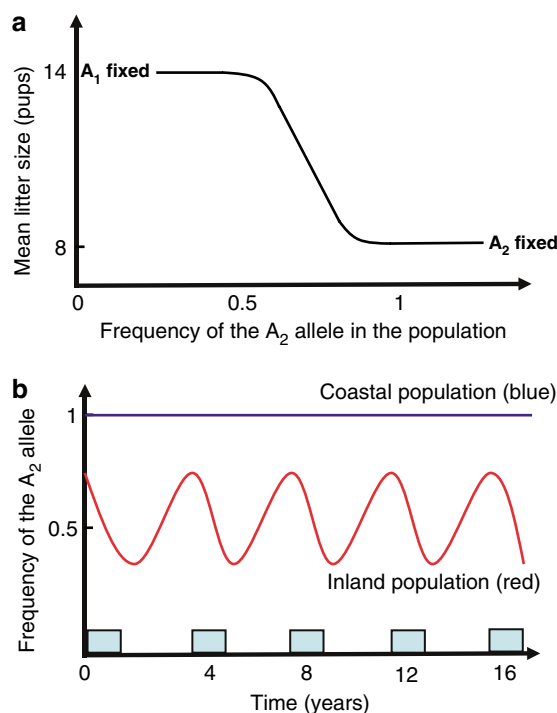 a
Mean litter size (pups)
14
A₁ fixed
8
A₂ fixed
0
0.5
1
Frequency of the A₂ allele in the population
b
Frequency of the A₂ allele
Coastal population (blue)
1
0.5
Inland population (red)
0
4
8
12
16
Time (years)